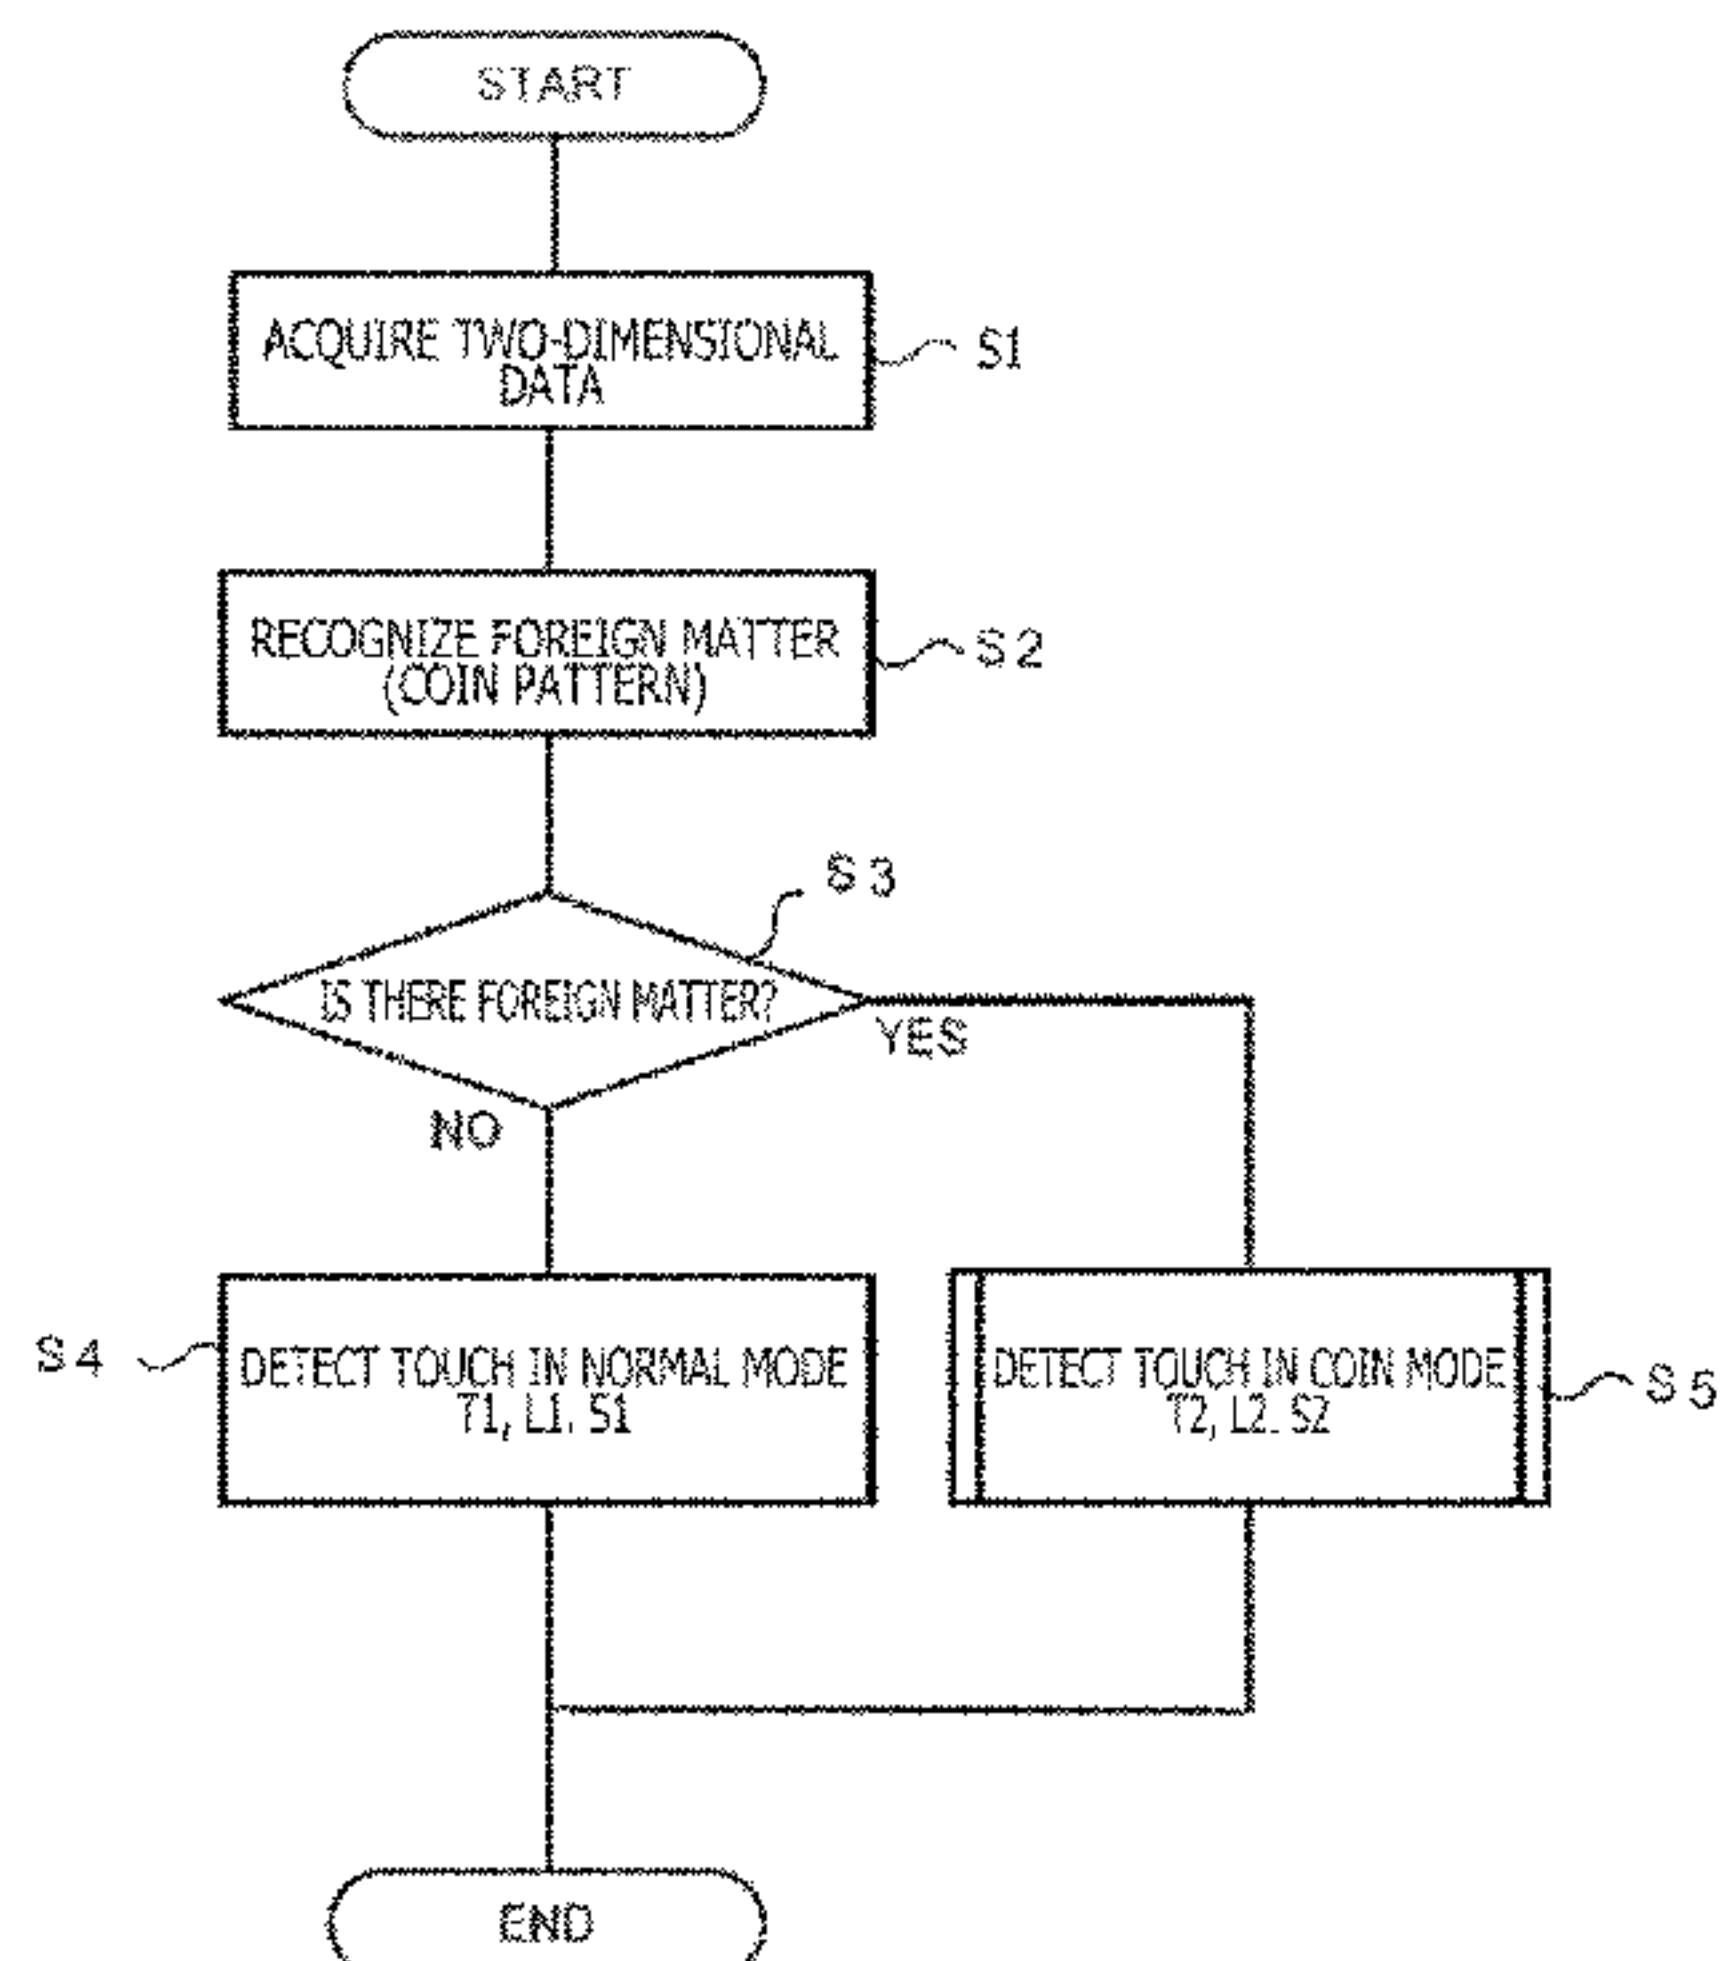 START
ACQUIRE TWO-DIMENSIONAL
DATA
S1
RECOGNIZE FOREIGN MATTER
(COIN PATTERN)
S2
S3
IS THERE FOREIGN MATTER?
YES
NO
S4
DETECT TOUCH IN NORMAL MODE
T1, L1. S1
DETECT TOUCH IN COIN MODE
T2, L2. S2
S5
END